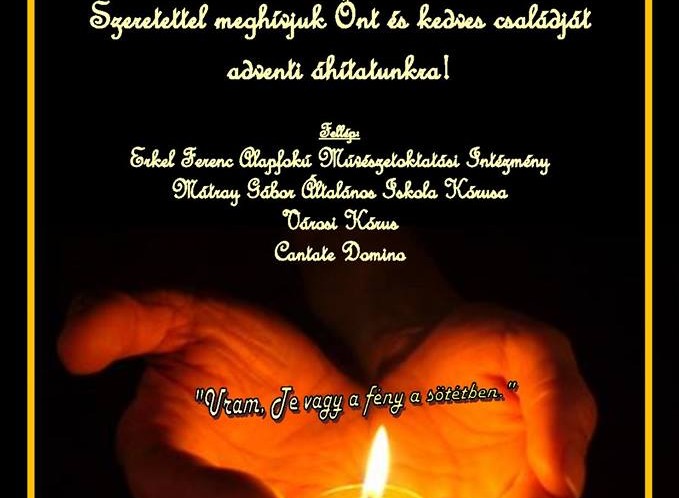 Szeretettel meghívjuk Önt és kedves családját
adventi áhítatunkra!
Fellép:
Erkel Ferenc Alapfokú Művészetoktatási Intézmény
Mátray Gábor Általános Iskola Kórusa
Városi Kórus
Cantate Domino
"Uram, Te vagy a fény a sötétben."